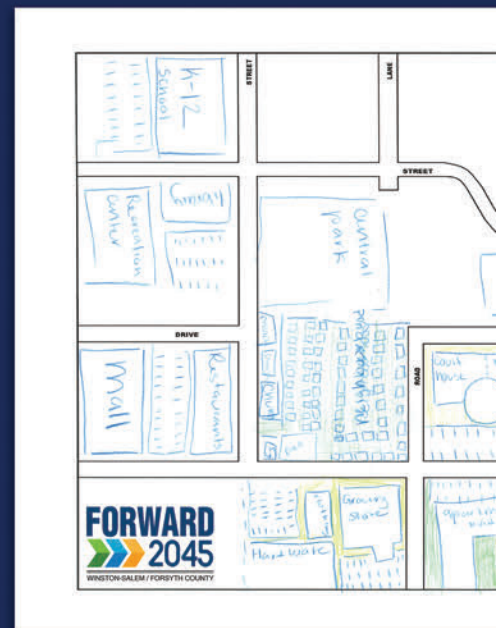 STREET
LANE
K-12
school
STREET
library
Recreation
center
central
park
DRIVE
Mall
Restaurants
ROAD
Court
house
Grocery
Store
Hardware
FORWARD
2045
WINSTON-SALEM / FORSYTH COUNTY